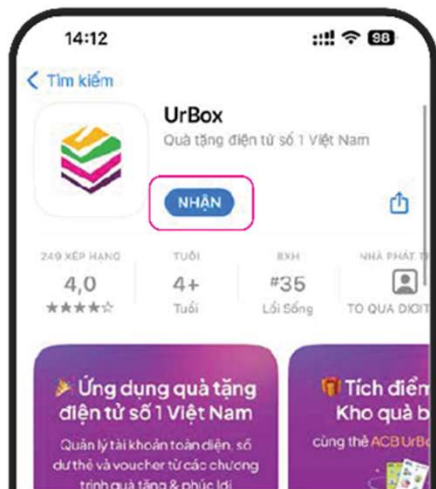 14:12
98
Tìm kiếm
UrBox
Quà tặng điện tử số 1 Việt Nam
NHẬN
249 XẾP HẠNG
TUỔI
BXH
NHÀ PHÁT T
4,0
4+
#35
Tuổi
Lối Sống
TO QUA DIGIT
Ứng dụng quà tặng
điện tử số 1 Việt Nam
Quản lý tài khoản toàn diện, số
dư thẻ và voucher từ các chương
trình quà tặng & phúc lợi
Tích điểm
Kho quà b
cùng thẻ ACB UrBo